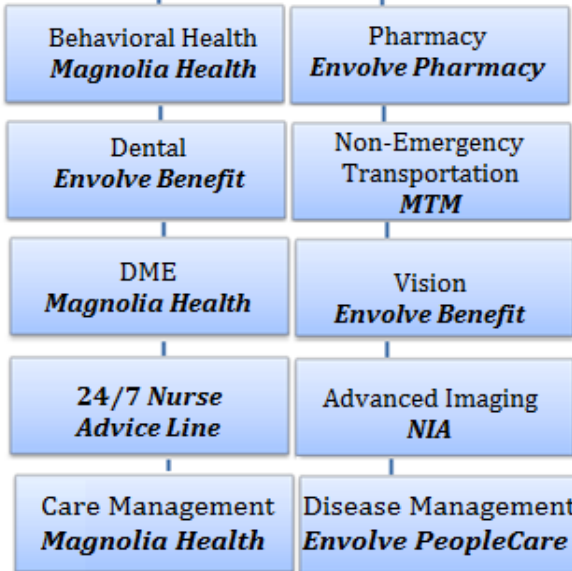 Behavioral Health
Magnolia Health
Pharmacy
Envolve Pharmacy
Dental
Envolve Benefit
Non-Emergency
Transportation
MTM
DME
Magnolia Health
Vision
Envolve Benefit
24/7 Nurse
Advice Line
Advanced Imaging
NIA
Care Management
Magnolia Health
Disease Management
Envolve PeopleCare